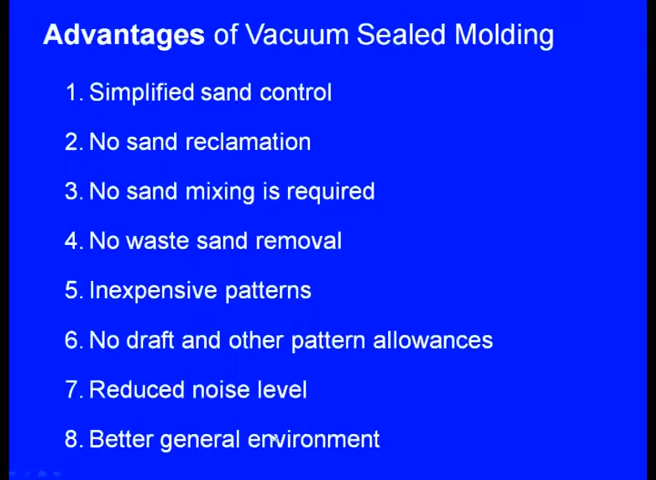 Advantages of Vacuum Sealed Molding
1. Simplified sand control
2. No sand reclamation
3. No sand mixing is required
4. No waste sand removal
5. Inexpensive patterns
6. No draft and other pattern allowances
7. Reduced noise level
8. Better general environment